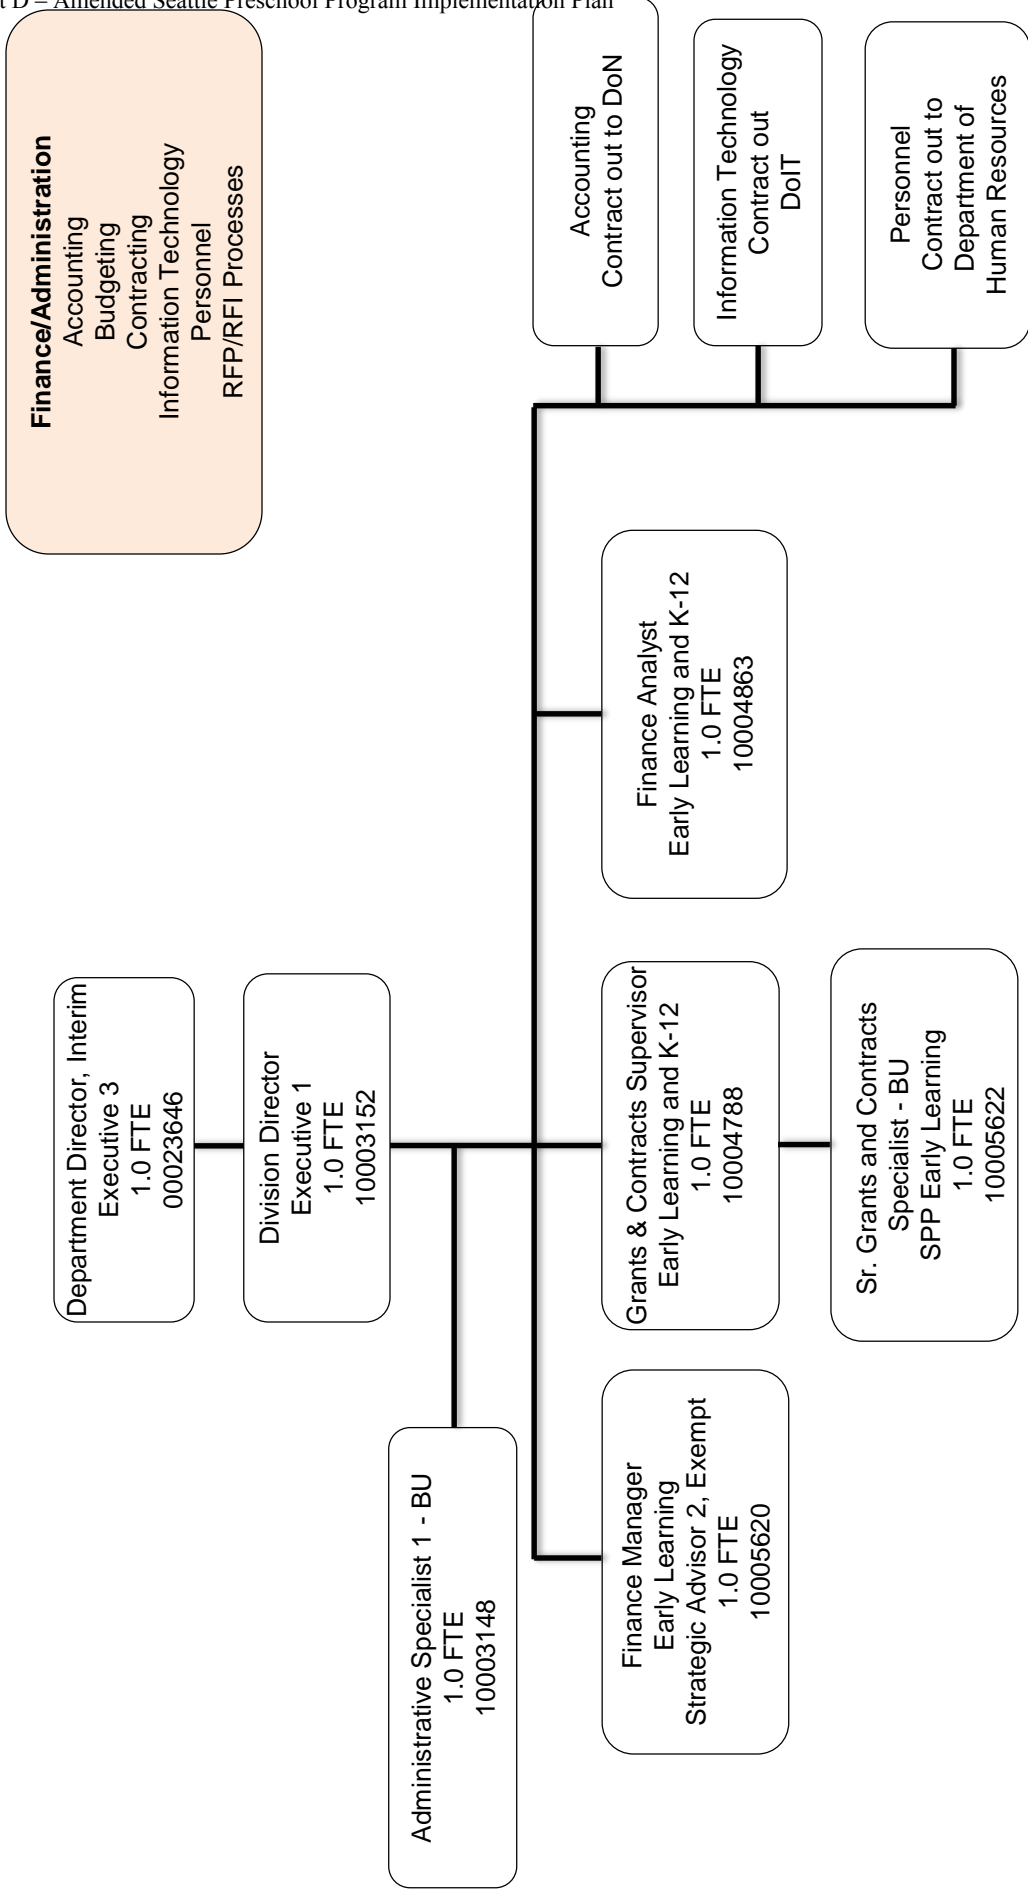 t D – Amended Seattle Preschool Program Implementation Plan
Finance/Administration
Accounting
Budgeting
Contracting
Information Technology
Personnel
RFP/RFI Processes
Department Director, Interim
Executive 3
1.0 FTE
00023646
Division Director
Executive 1
1.0 FTE
10003152
Administrative Specialist 1 - BU
1.0 FTE
10003148
Finance Manager
Early Learning
Strategic Advisor 2, Exempt
1.0 FTE
10005620
Grants & Contracts Supervisor
Early Learning and K-12
1.0 FTE
10004788
Finance Analyst
Early Learning and K-12
1.0 FTE
10004863
Sr. Grants and Contracts
Specialist - BU
SPP Early Learning
1.0 FTE
10005622
Accounting
Contract out to DoN
Information Technology
Contract out
DoIT
Personnel
Contract out to
Department of
Human Resources